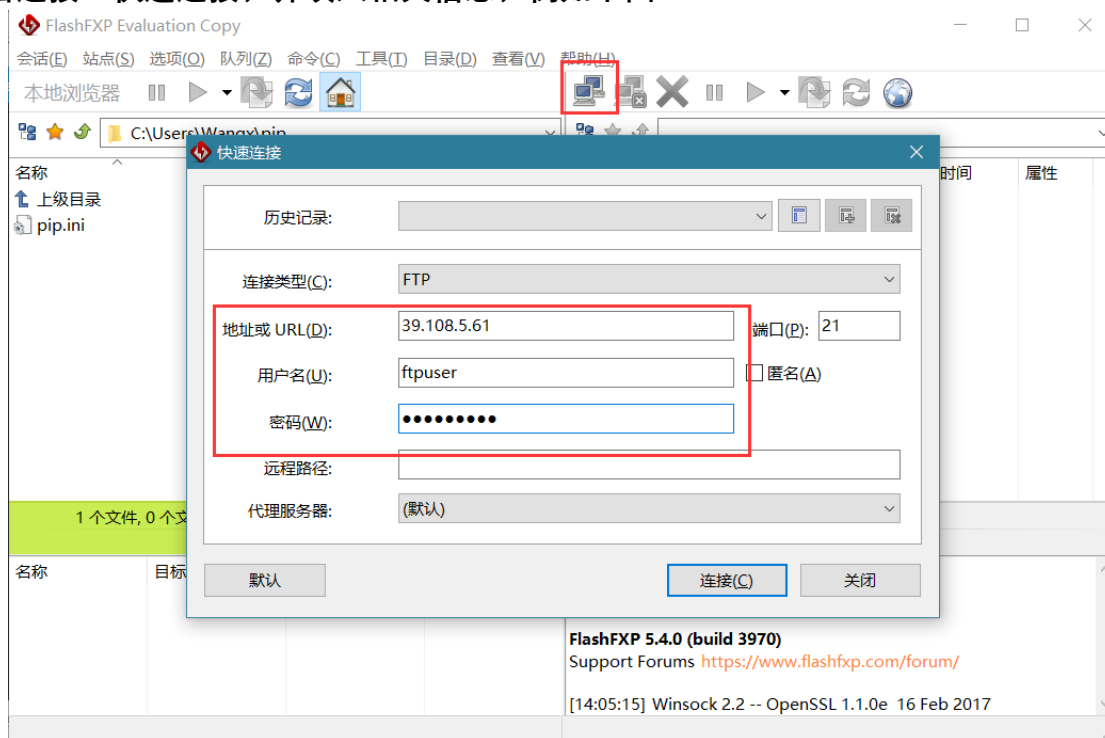 FlashFXP Evaluation Copy
会话(E) 站点(S) 选项(O) 队列(Z) 命令(C) 工具(T) 目录(D) 查看(V) 帮助(H)
本地浏览器
C:\Users\Wangx\pip
快速连接
名称
时间 属性
上级目录
pip.ini
历史记录:
连接类型(C): FTP
地址或 URL(D): 39.108.5.61 端口(P): 21
用户名(U): ftpuser 匿名(A)
密码(W): ●●●●●●●●●
远程路径:
代理服务器: (默认)
1 个文件, 0 个文
名称 目标
默认 连接(C) 关闭
FlashFXP 5.4.0 (build 3970)
Support Forums https://www.flashfxp.com/forum/
[14:05:15] Winsock 2.2 -- OpenSSL 1.1.0e 16 Feb 2017